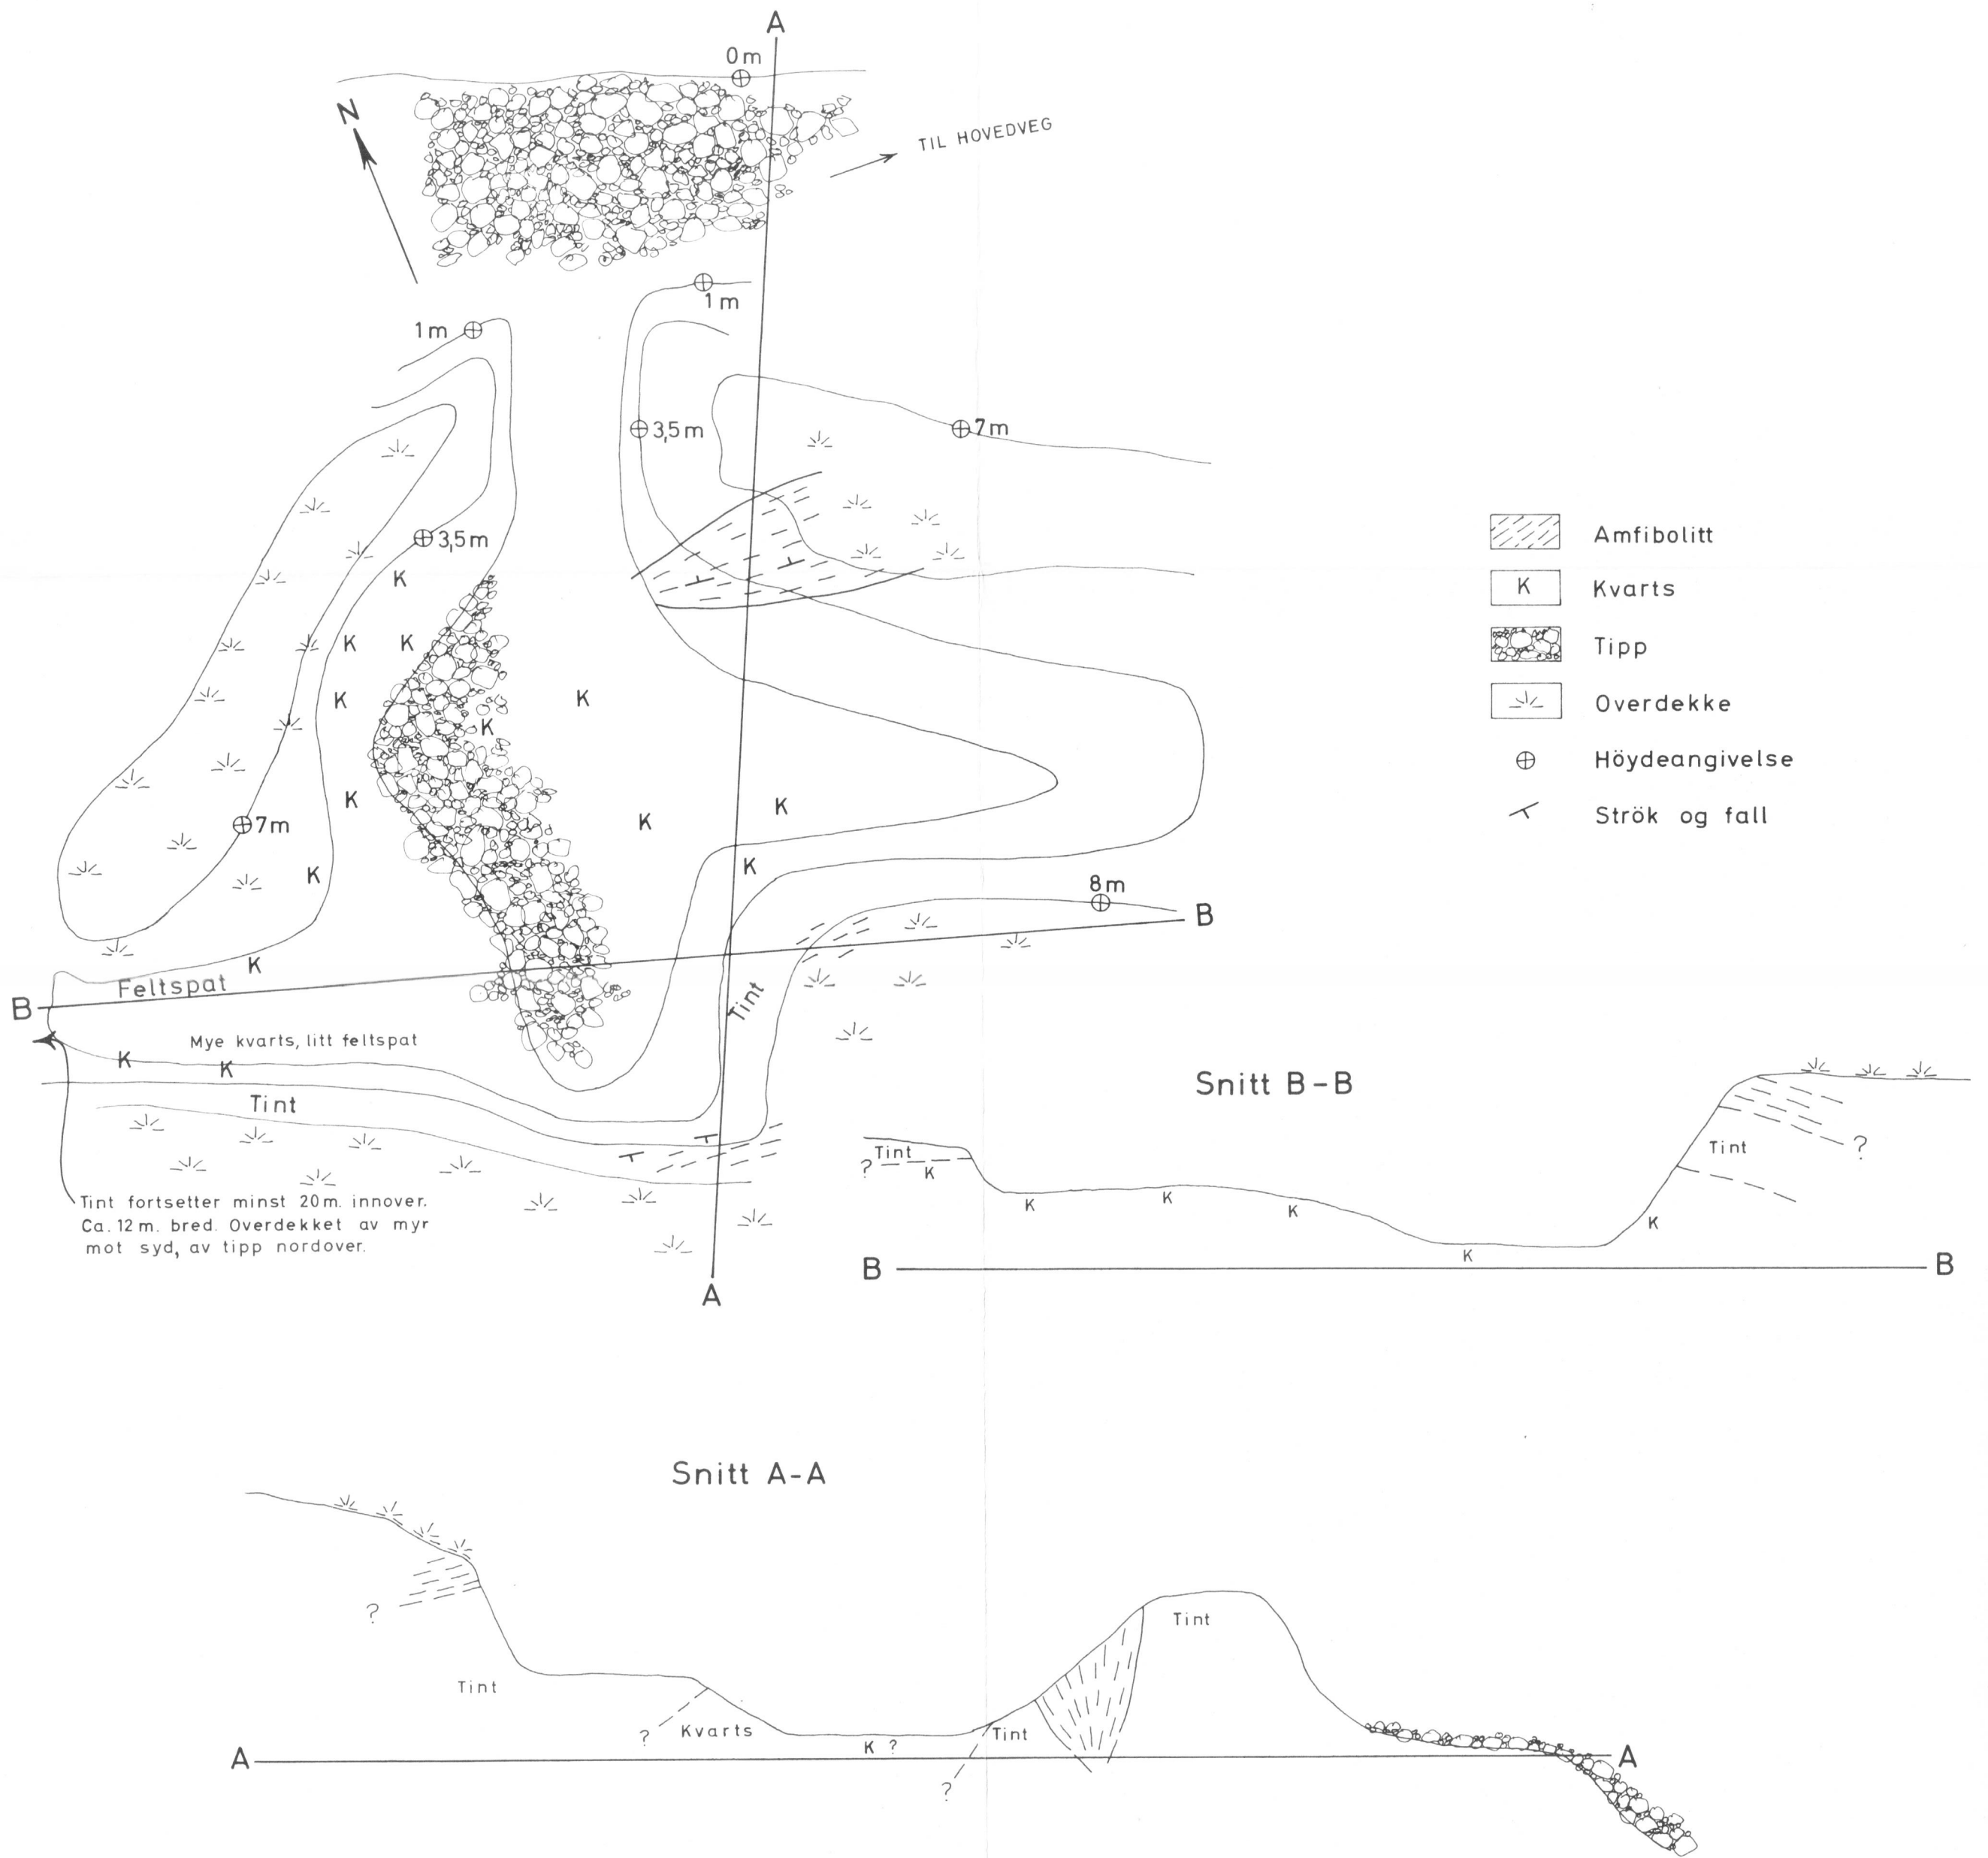 A
0m
N
TIL HOVEDVEG
1m
1m
3,5m
7m
3,5m
K
K K
K
K
K
K
K
K
7m
K
K
8m
B
K
Feltspat
B
Tint
Mye kvarts, litt feltspat
K
K
Tint
Tint fortsetter minst 20m. innover.
Ca. 12m. bred. Overdekket av myr
mot syd, av tipp nordover.
A
Amfibolitt
K Kvarts
Tipp
Overdekke
Höydeangivelse
Strök og fall
Snitt B-B
Tint
?
K
K
K
K
K
K
Tint
?
B
B
Snitt A-A
?
Tint
?
Kvarts
K ?
?
Tint
Tint
A
A